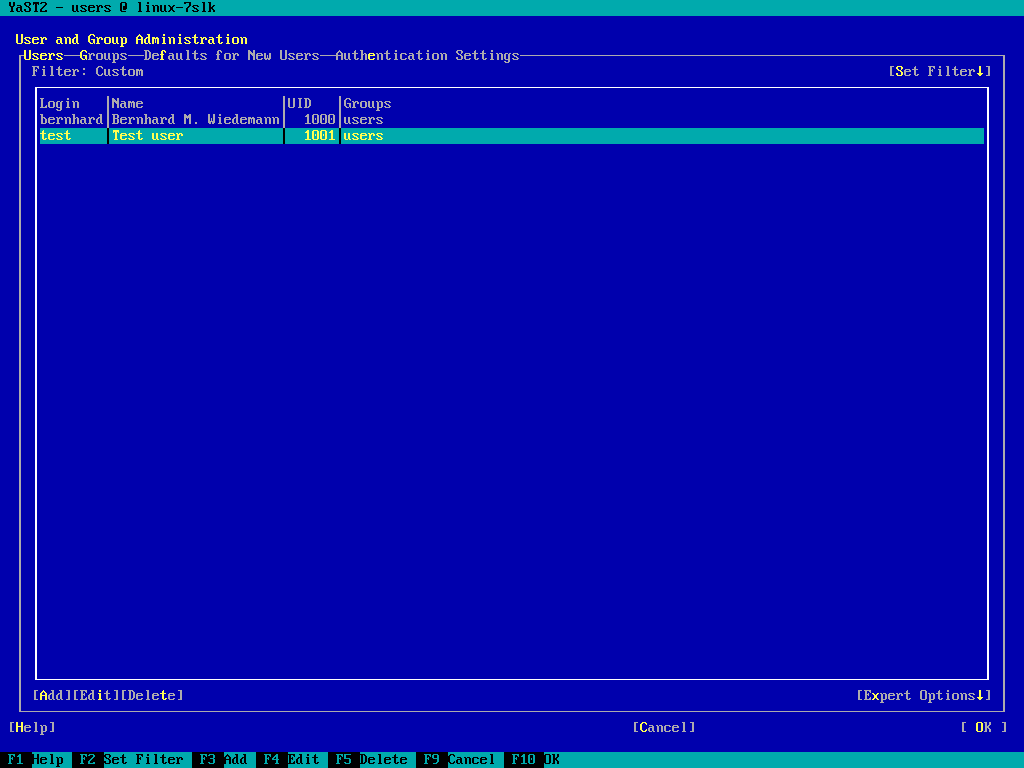 YaST2 - users @ linux-7slk
User and Group Administration
Users Groups Defaults for New Users Authentication Settings
Filter: Custom [Set Filter↓]
Login |Name |UID |Groups
bernhard|Bernhard M. Wiedemann| 1000|users
test |Test user | 1001|users
[Add][Edit][Delete] [Expert Options↓]
[Help] [Cancel] [ OK ]
F1 Help F2 Set Filter F3 Add F4 Edit F5 Delete F9 Cancel F10 OK